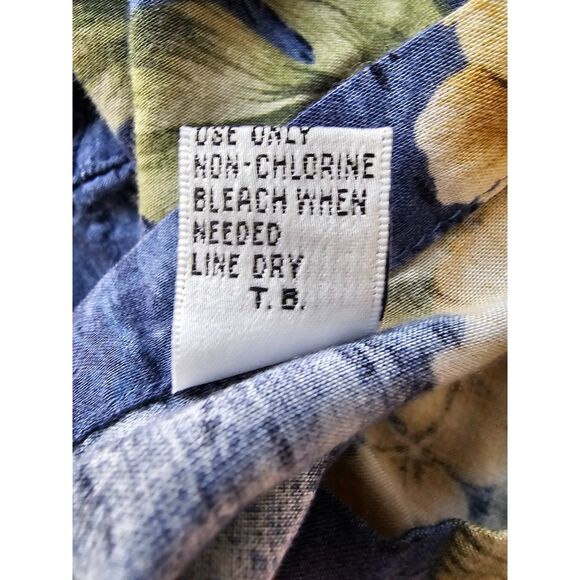 USE ONLY
NON-CHLORINE
BLEACH WHEN
NEEDED
LINE DRY
T. B.